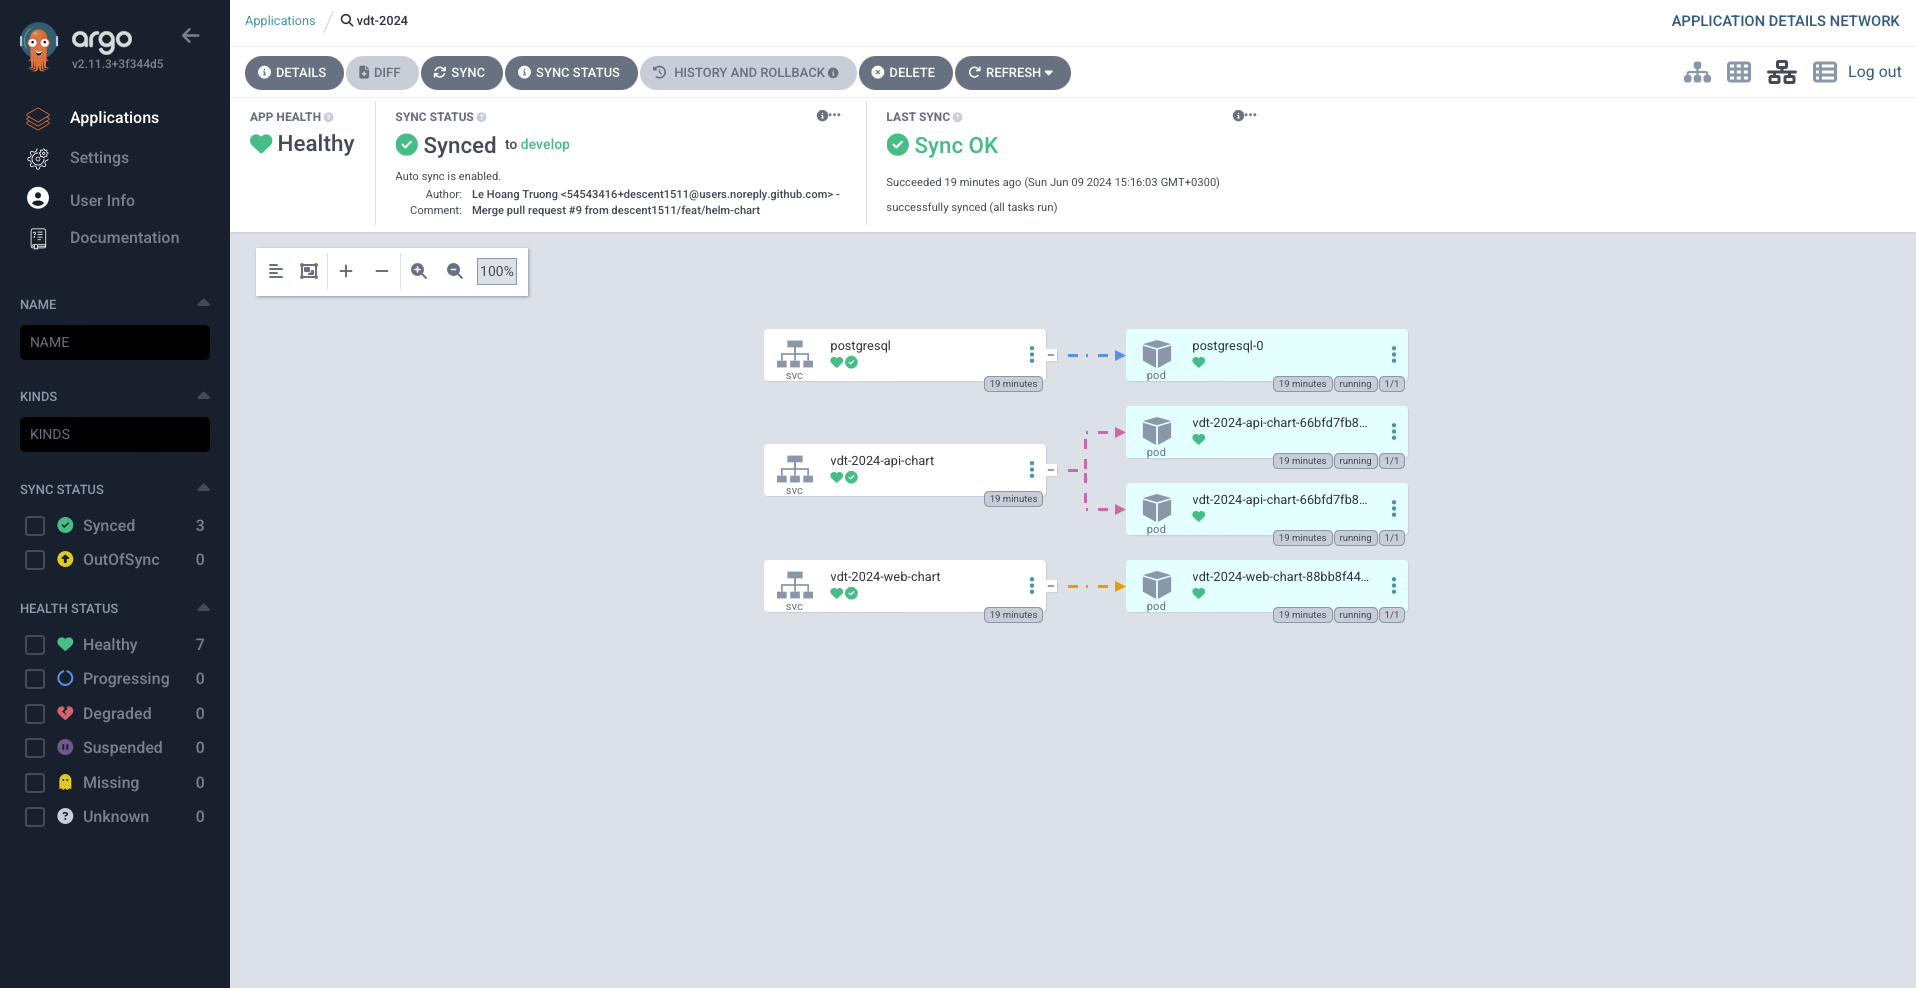 argo
v2.11.3+3f344d5
Applications
Settings
User Info
Documentation
NAME
NAME
KINDS
KINDS
SYNC STATUS
Synced 3
OutOfSync 0
HEALTH STATUS
Healthy 7
Progressing 0
Degraded 0
Suspended 0
Missing 0
Unknown 0
Applications / vdt-2024
APPLICATION DETAILS NETWORK
DETAILS DIFF SYNC SYNC STATUS HISTORY AND ROLLBACK DELETE REFRESH
Log out
APP HEALTH
Healthy
SYNC STATUS
Synced to develop
Auto sync is enabled.
Author: Le Hoang Truong <54543416+descent1511@users.noreply.github.com> -
Comment: Merge pull request #9 from descent1511/feat/helm-chart
LAST SYNC
Sync OK
Succeeded 19 minutes ago (Sun Jun 09 2024 15:16:03 GMT+0300)
successfully synced (all tasks run)
100%
postgresql
svc
19 minutes
postgresql-0
pod
19 minutes running 1/1
vdt-2024-api-chart
svc
19 minutes
vdt-2024-api-chart-66bfd7fb8...
pod
19 minutes running 1/1
vdt-2024-api-chart-66bfd7fb8...
pod
19 minutes running 1/1
vdt-2024-web-chart
svc
19 minutes
vdt-2024-web-chart-88bb8f44...
pod
19 minutes running 1/1